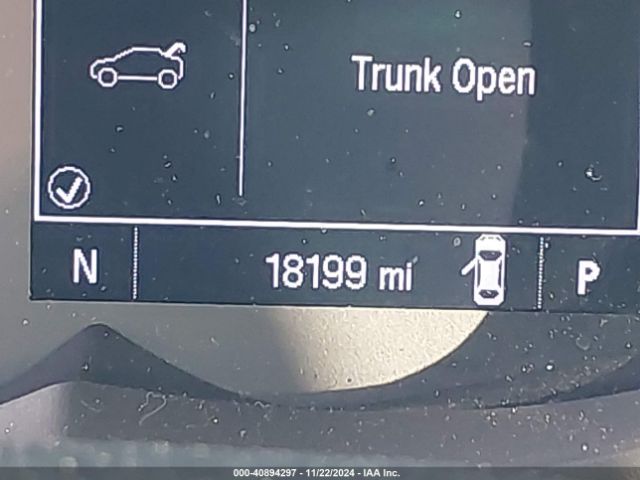 Trunk Open
N 18199 mi P
000-40894297 - 11/22/2024 - IAA Inc.